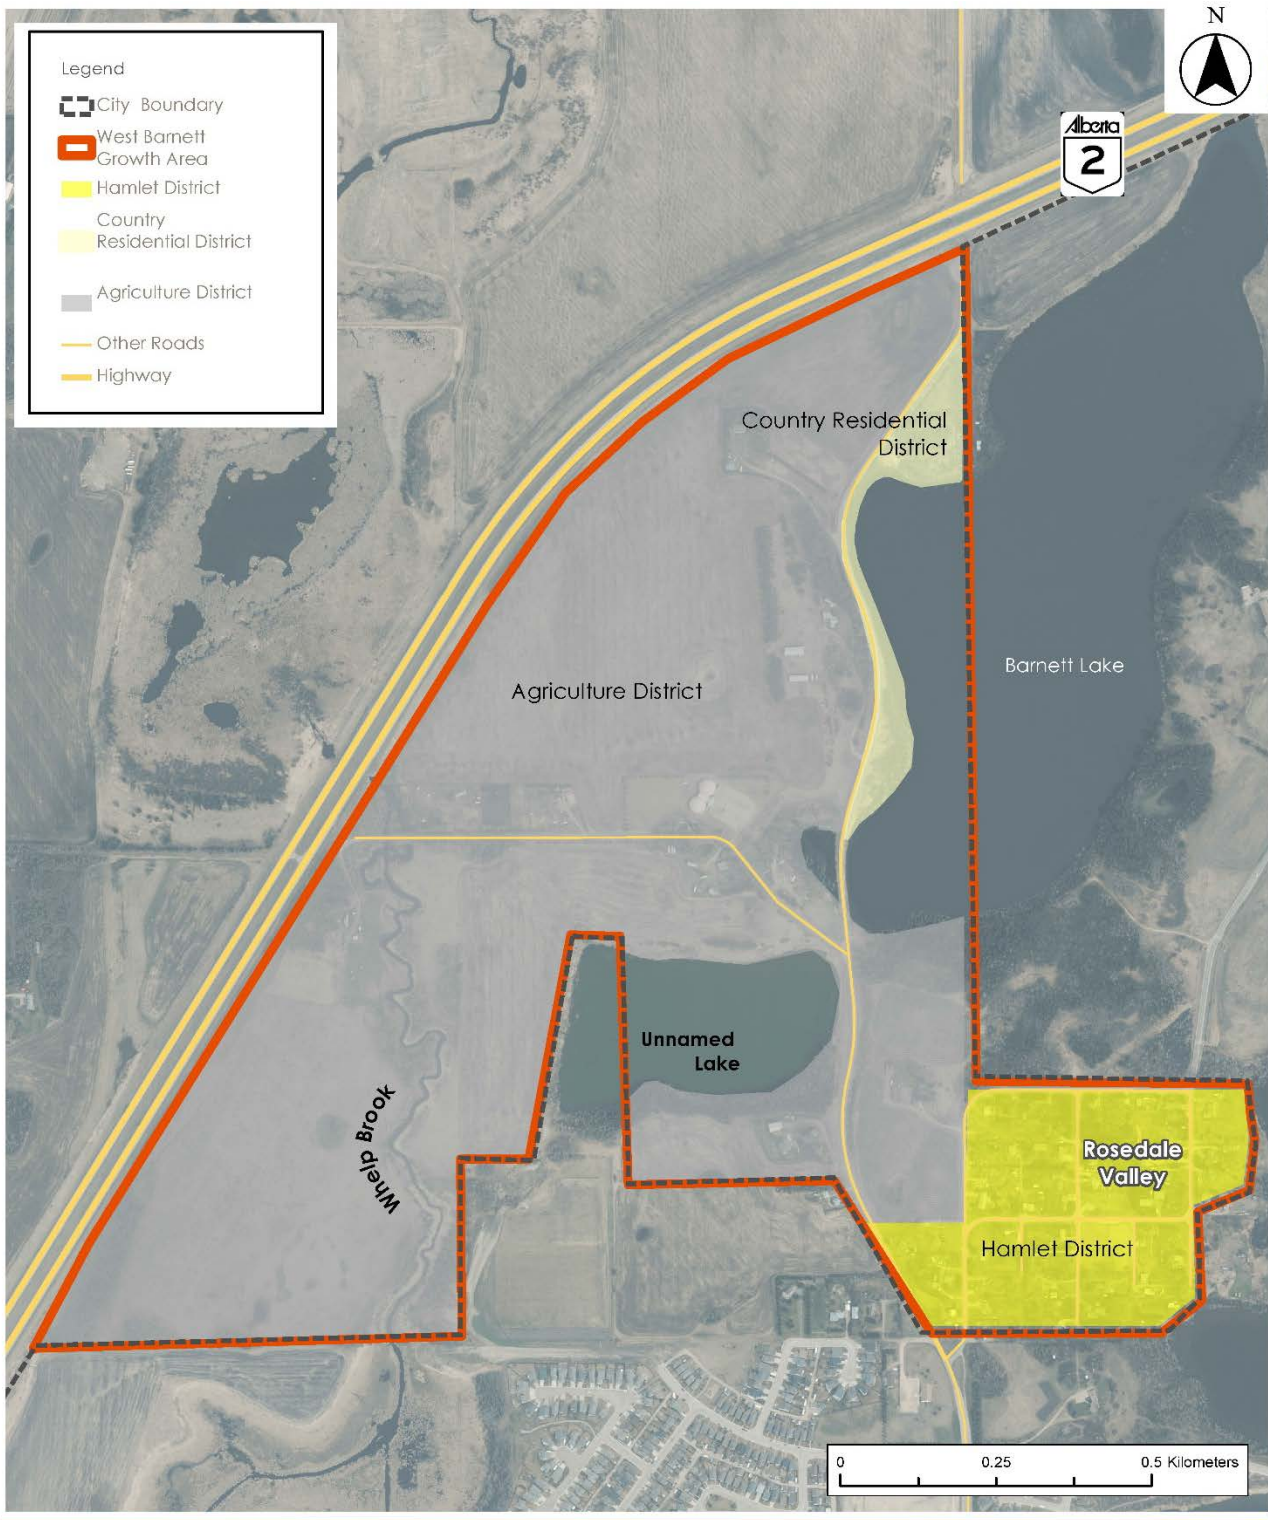 N
Legend
City Boundary
West Barnett
Growth Area
Hamlet District
Country
Residential District
Agriculture District
Other Roads
Highway
Alberta
2
Country Residential
District
Barnett Lake
Agriculture District
Unnamed
Lake
Whelp Brook
Rosedale
Valley
Hamlet District
0 0.25 0.5 Kilometers